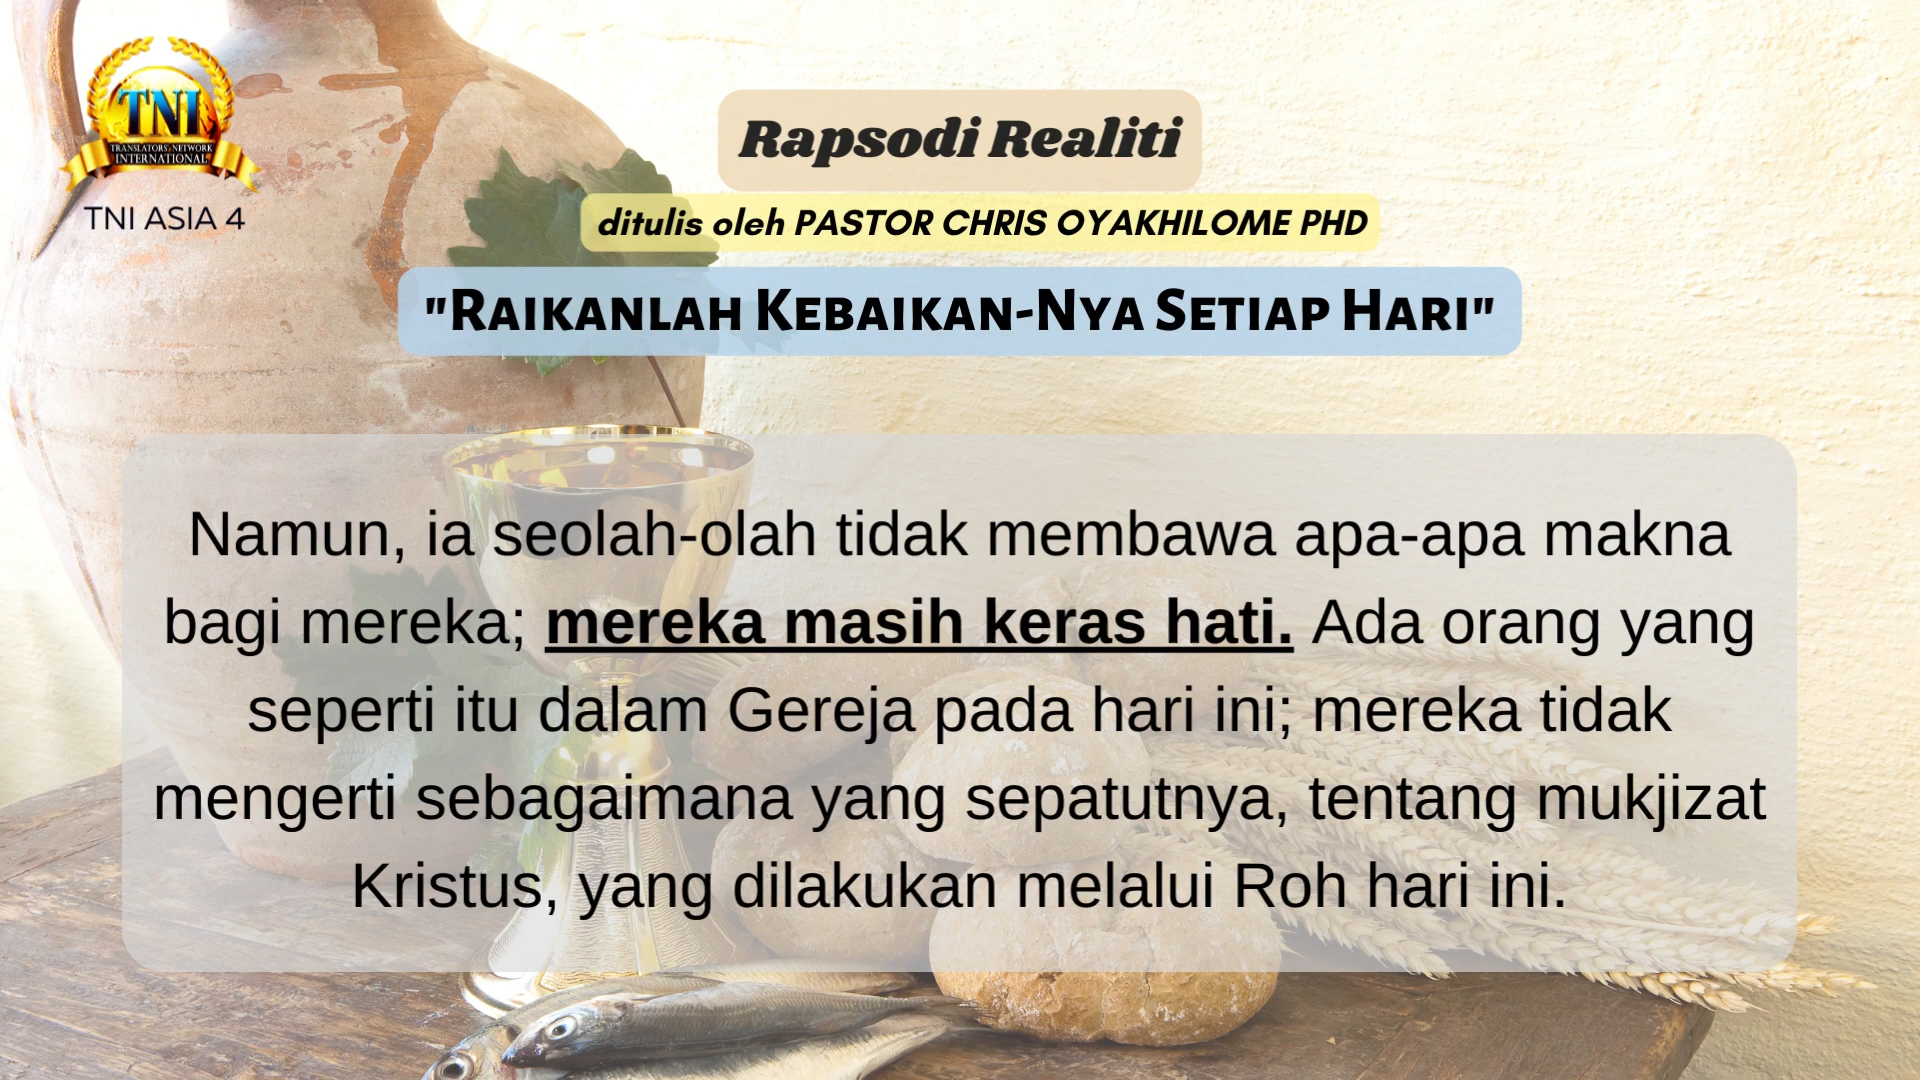 TNI
TRANSLATORS NETWORK
INTERNATIONAL
TNI ASIA 4
Rapsodi Realiti
ditulis oleh PASTOR CHRIS OYAKHILOME PHD
"Raikanlah Kebaikan-Nya Setiap Hari"
Namun, ia seolah-olah tidak membawa apa-apa makna
bagi mereka; mereka masih keras hati. Ada orang yang
seperti itu dalam Gereja pada hari ini; mereka tidak
mengerti sebagaimana yang sepatutnya, tentang mukjizat
Kristus, yang dilakukan melalui Roh hari ini.